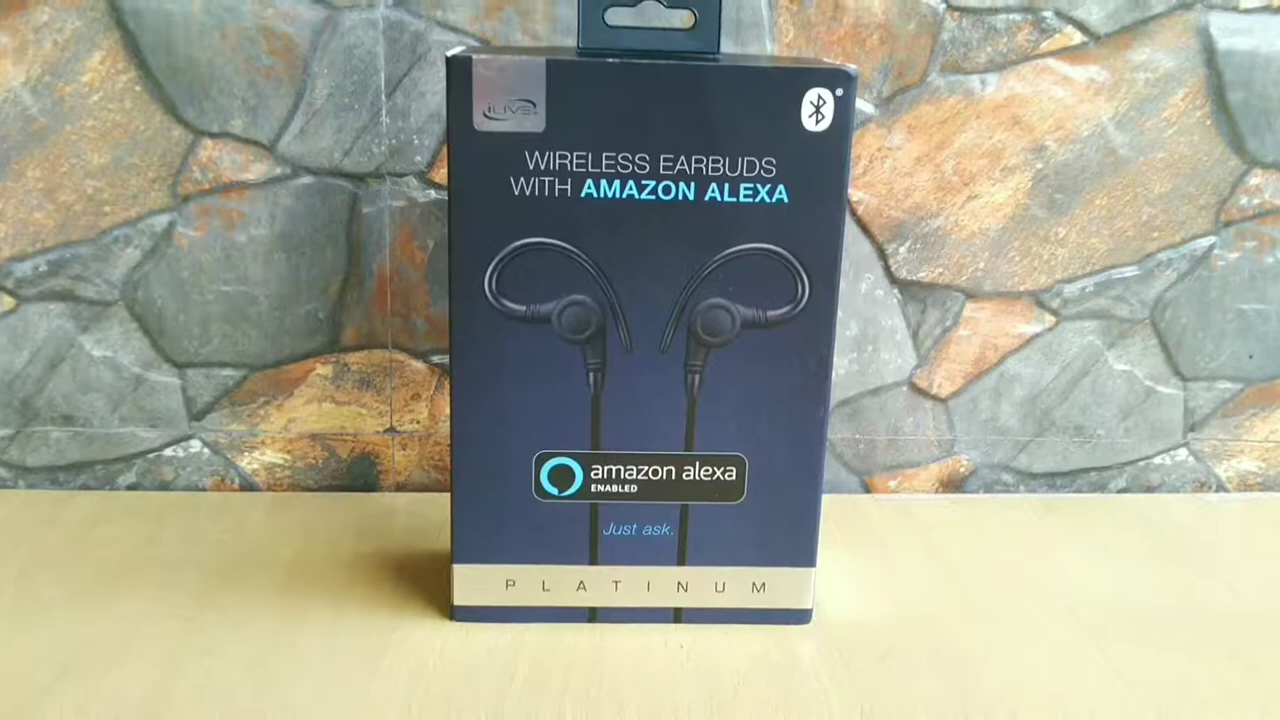 iLIVE
®
WIRELESS EARBUDS
WITH AMAZON ALEXA
amazon alexa
ENABLED
Just ask.
PLATINUM